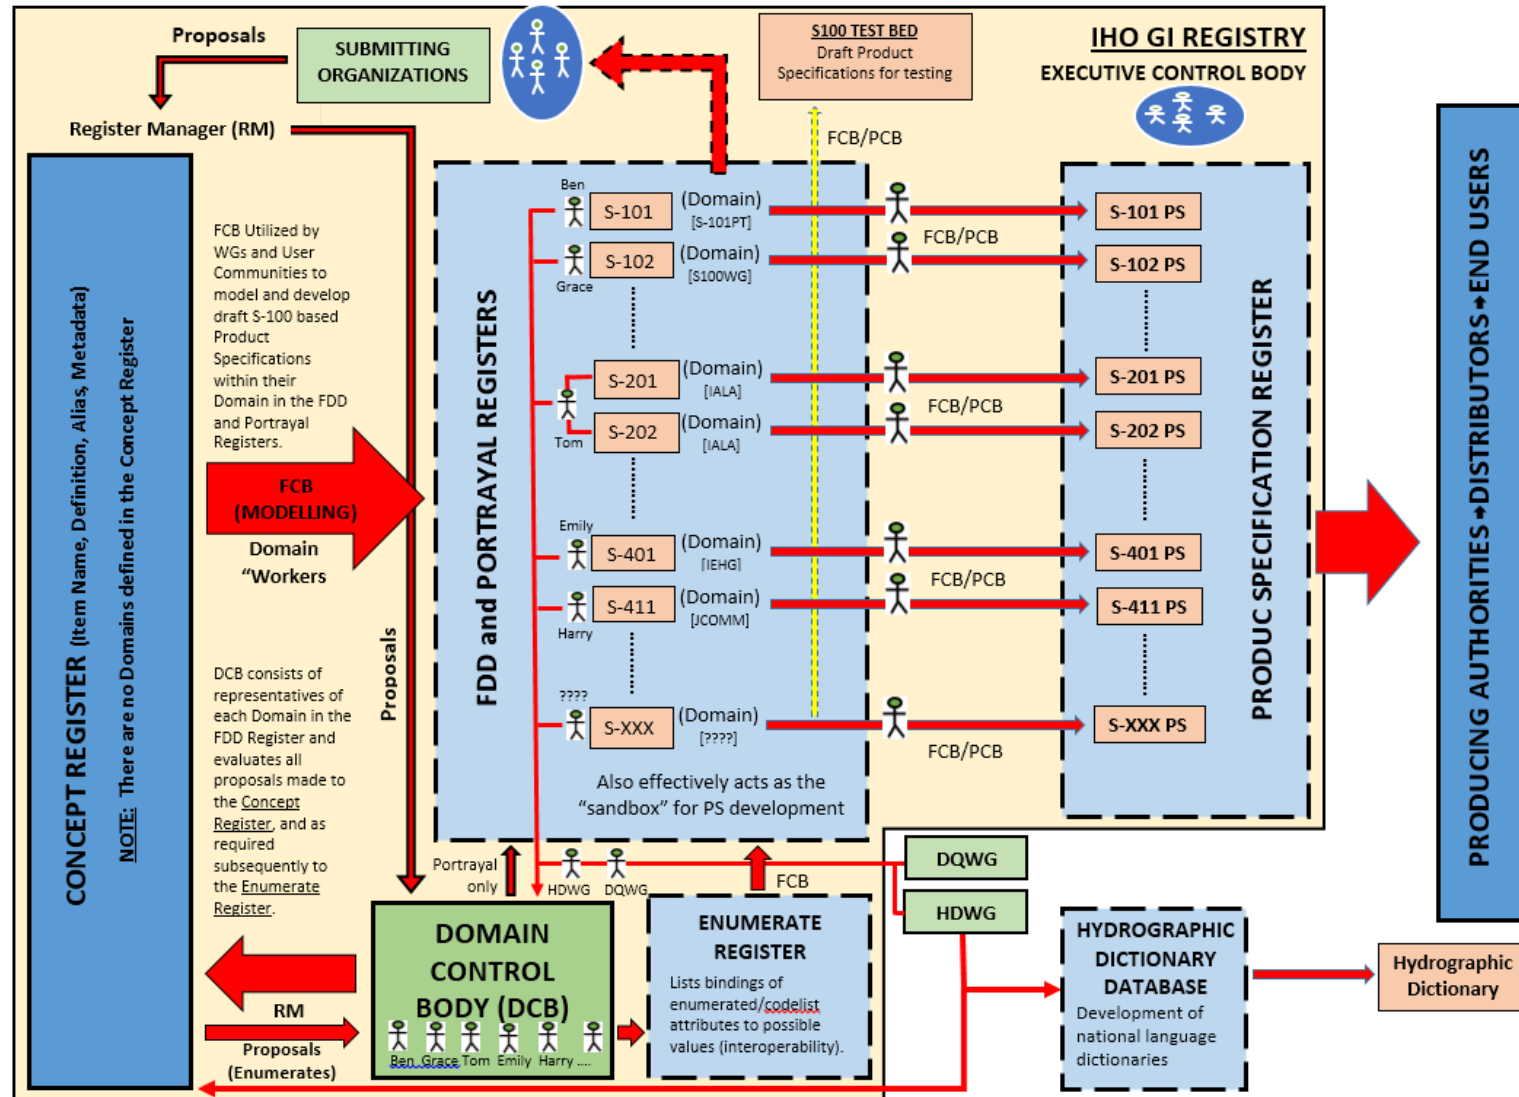 Proposals
SUBMITTING
ORGANIZATIONS
S100 TEST BED
Draft Product
Specifications for testing
IHO GI REGISTRY
EXECUTIVE CONTROL BODY
Register Manager (RM)
FCB/PCB
CONCEPT REGISTER (Item Name, Definition, Alias, Metadata)
NOTE: There are no Domains defined in the Concept Register
FCB Utilized by
WGs and User
Communities to
model and develop
draft S-100 based
Product
Specifications
within their
Domain in the FDD
and Portrayal
Registers.
FCB
(MODELLING)
Domain
“Workers
DCB consists of
representatives of
each Domain in the
FDD Register and
evaluates all
proposals made to
the Concept
Register, and as
required
subsequently to
the Enumerate
Register.
Proposals
FDD and PORTRAYAL REGISTERS
Ben
S-101
(Domain)
[S-101PT]
S-102
(Domain)
[S100WG]
Grace
S-201
(Domain)
[IALA]
S-202
(Domain)
[IALA]
Tom
Emily
S-401
(Domain)
[IEHG]
S-411
(Domain)
[JCOMM]
Harry
????
S-XXX
(Domain)
[????]
Also effectively acts as the
“sandbox” for PS development
FCB/PCB
FCB/PCB
FCB/PCB
FCB/PCB
S-101 PS
S-102 PS
S-201 PS
S-202 PS
S-401 PS
S-411 PS
S-XXX PS
PRODUC SPECIFICATION REGISTER
PRODUCING AUTHORITIES➔DISTRIBUTORS➔END USERS
Portrayal
only
HDWG
DQWG
FCB
DQWG
HDWG
DOMAIN
CONTROL
BODY (DCB)
Ben Grace Tom Emily Harry ....
ENUMERATE
REGISTER
Lists bindings of
enumerated/codelist
attributes to possible
values (interoperability).
HYDROGRAPHIC
DICTIONARY
DATABASE
Development of
national language
dictionaries
Hydrographic
Dictionary
RM
Proposals
(Enumerates)